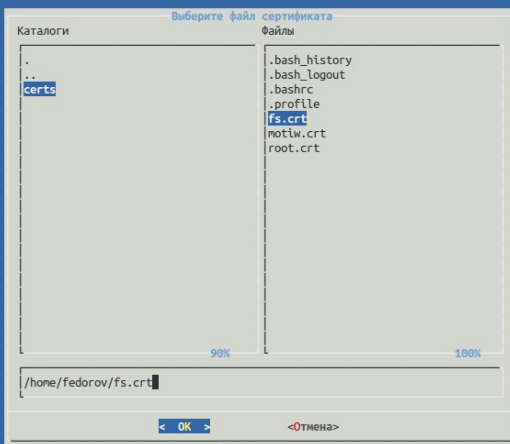 Выберите файл сертификата
Каталоги
Файлы
.
..
certs
.bash_history
.bash_logout
.bashrc
.profile
fs.crt
motiw.crt
root.crt
90%
100%
/home/fedorov/fs.crt
< OK >
<Отмена>